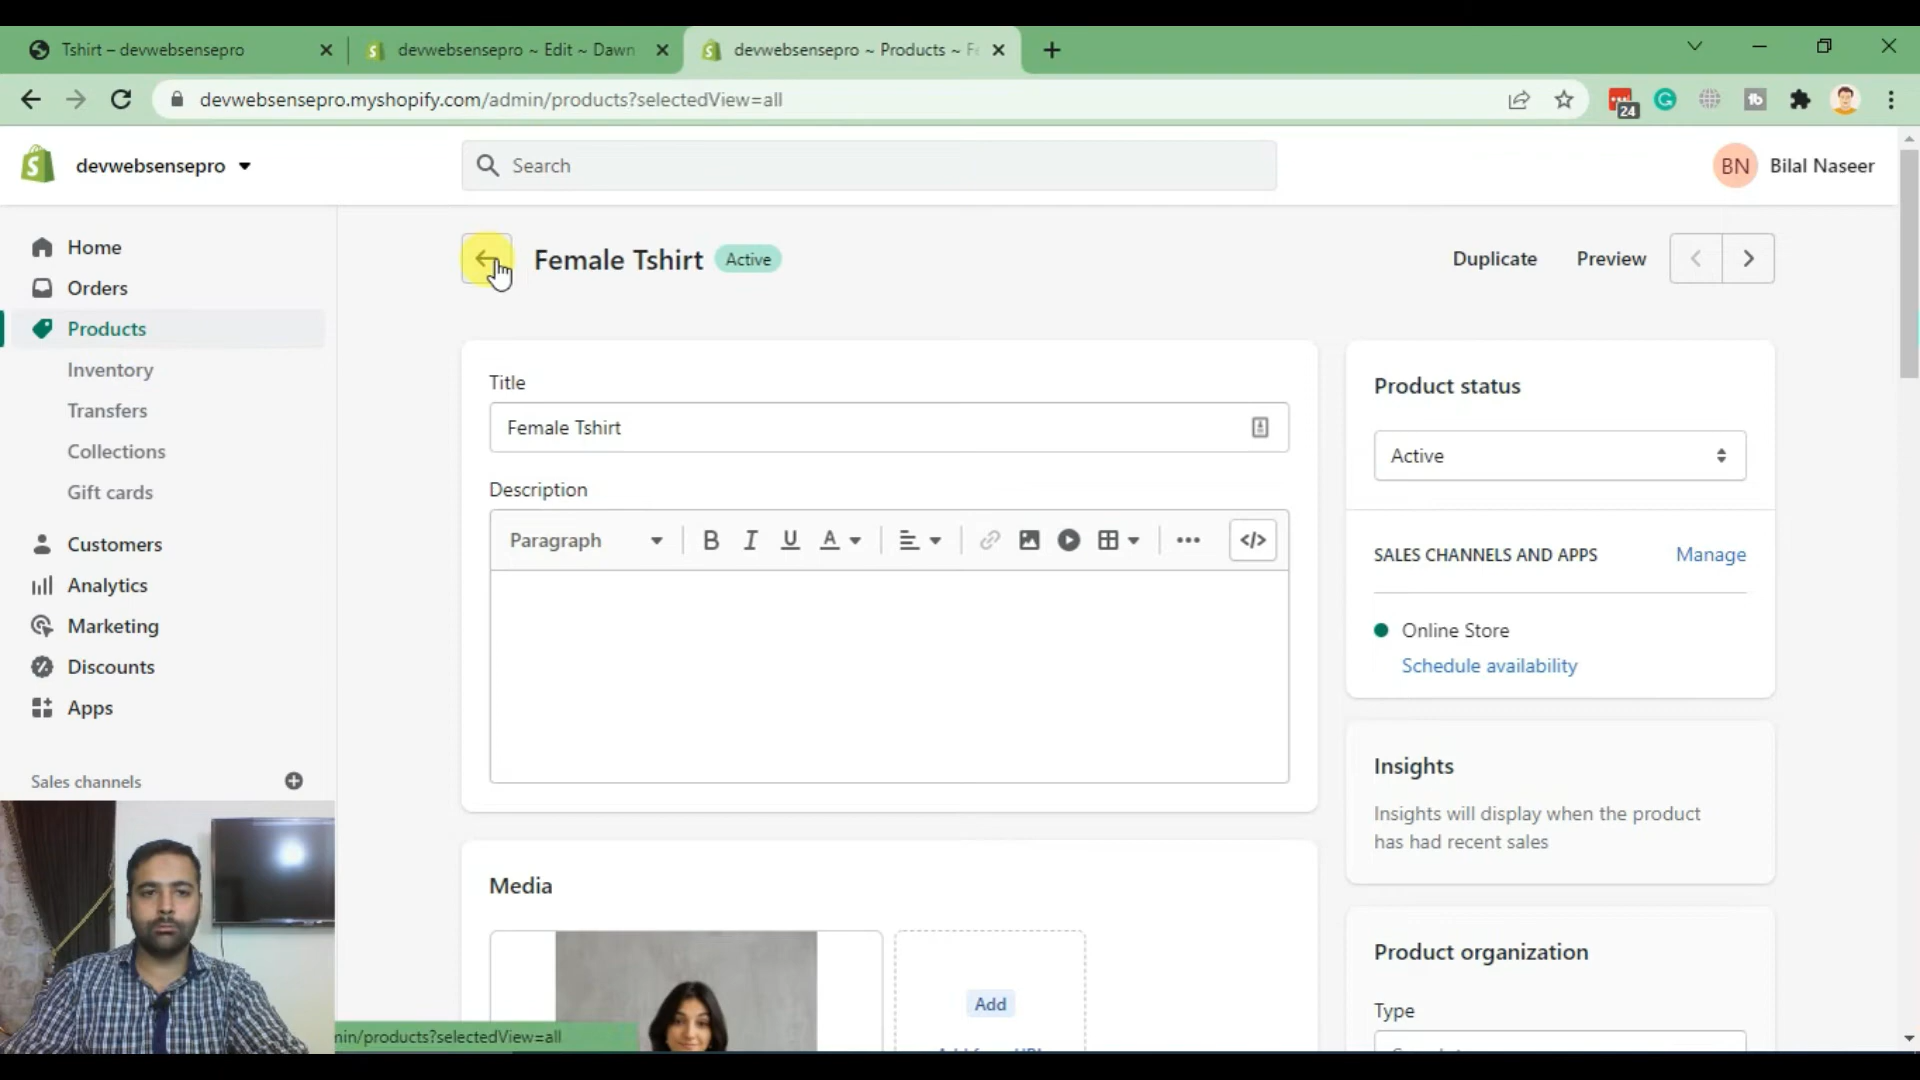 Tshirt – devwebsensepro
devwebsensepro ~ Edit ~ Dawn
devwebsensepro ~ Products ~ Fe
devwebsensepro.myshopify.com/admin/products?selectedView=all
24
devwebsensepro
Search
BN
Bilal Naseer
Home
Orders
Products
Inventory
Transfers
Collections
Gift cards
Customers
Analytics
Marketing
Discounts
Apps
Sales channels
Female Tshirt
Active
Duplicate
Preview
Title
Female Tshirt
Description
Paragraph
B I U A
</>
Media
Add
Product status
Active
SALES CHANNELS AND APPS
Manage
Online Store
Schedule availability
Insights
Insights will display when the product
has had recent sales
Product organization
Type
min/products?selectedView=all